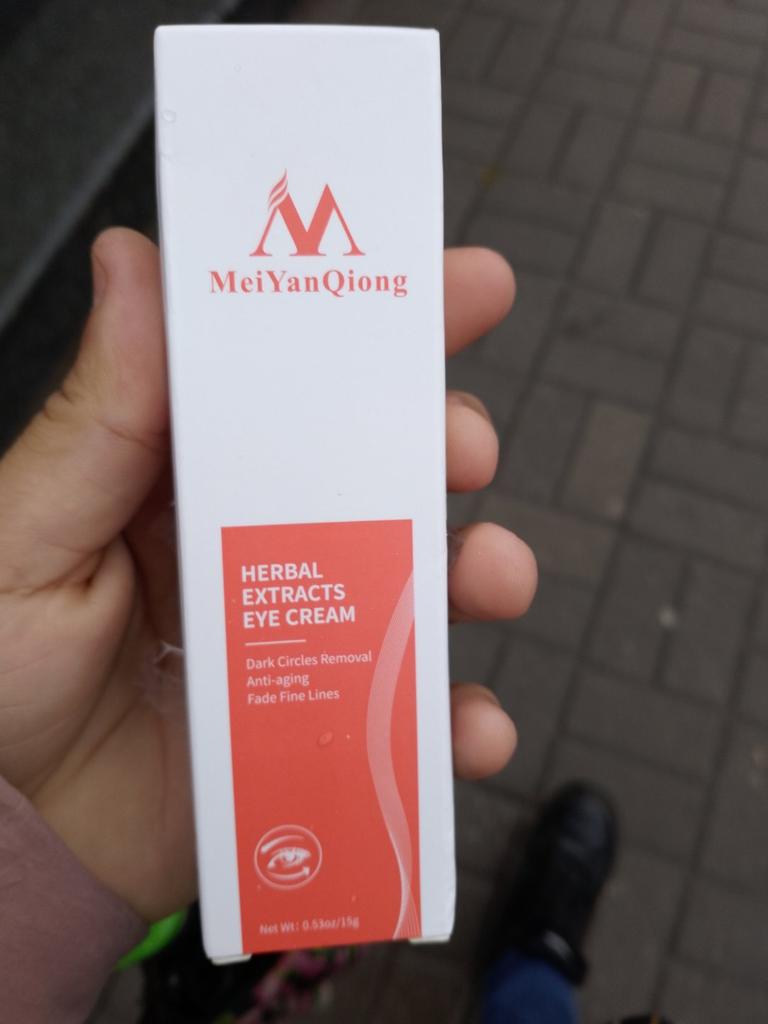 MeiYanQiong
HERBAL
EXTRACTS
EYE CREAM
Dark Circles Removal
Anti-aging
Fade Fine Lines
Net Wt: 0.53oz/15g